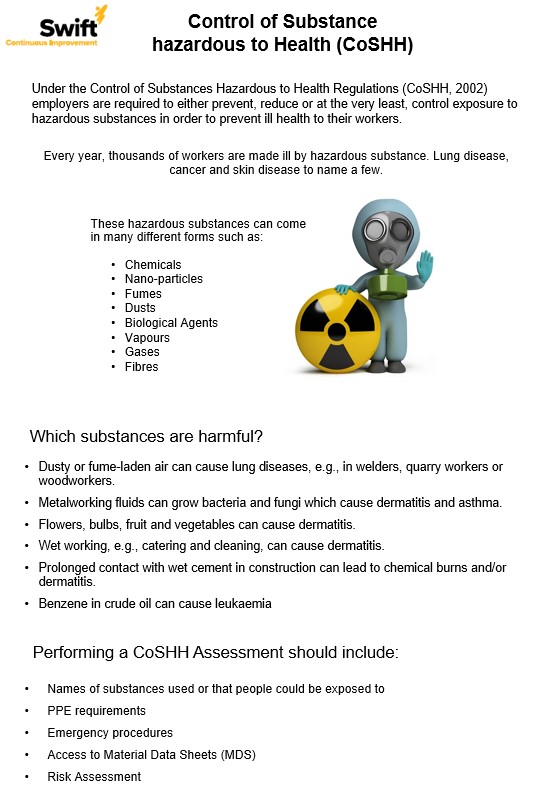 Swift
Continuous Improvement
Control of Substance
hazardous to Health (CoSHH)
Under the Control of Substances Hazardous to Health Regulations (CoSHH, 2002)
employers are required to either prevent, reduce or at the very least, control exposure to
hazardous substances in order to prevent ill health to their workers.
Every year, thousands of workers are made ill by hazardous substance. Lung disease,
cancer and skin disease to name a few.
These hazardous substances can come
in many different forms such as:
• Chemicals
• Nano-particles
• Fumes
• Dusts
• Biological Agents
• Vapours
• Gases
• Fibres
Which substances are harmful?
• Dusty or fume-laden air can cause lung diseases, e.g., in welders, quarry workers or
woodworkers.
• Metalworking fluids can grow bacteria and fungi which cause dermatitis and asthma.
• Flowers, bulbs, fruit and vegetables can cause dermatitis.
• Wet working, e.g., catering and cleaning, can cause dermatitis.
• Prolonged contact with wet cement in construction can lead to chemical burns and/or
dermatitis.
• Benzene in crude oil can cause leukaemia
Performing a CoSHH Assessment should include:
• Names of substances used or that people could be exposed to
• PPE requirements
• Emergency procedures
• Access to Material Data Sheets (MDS)
• Risk Assessment